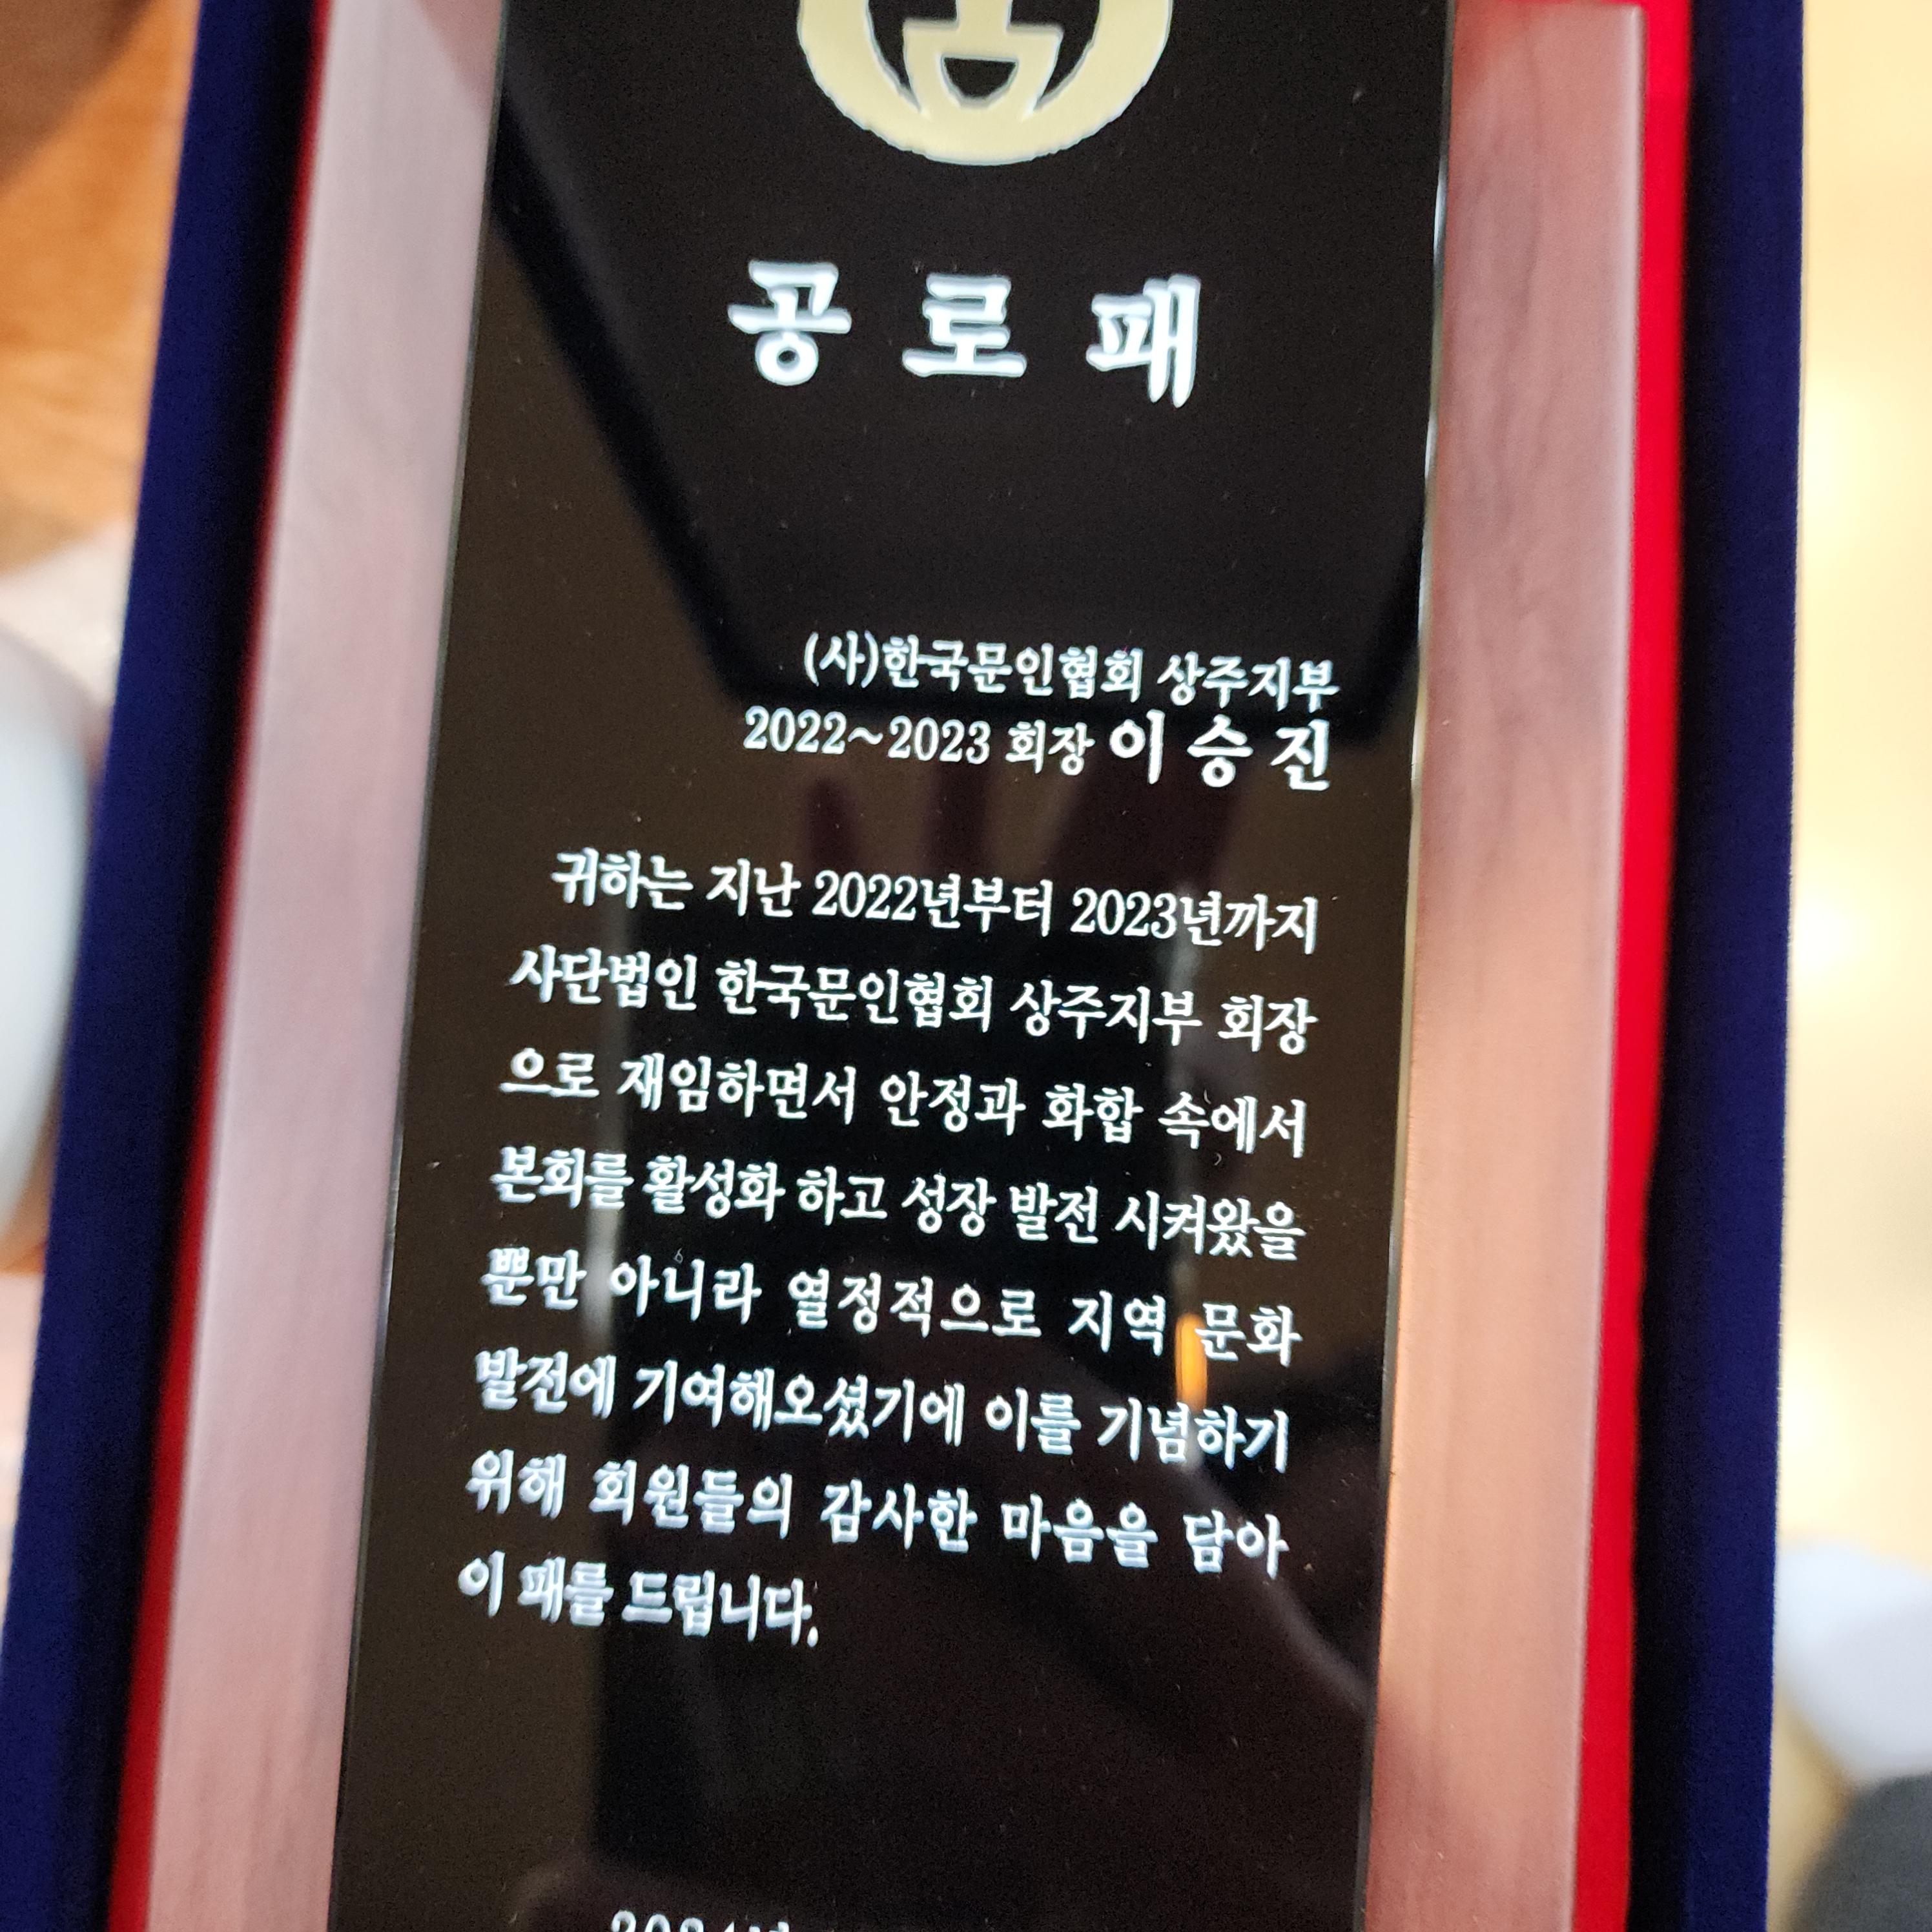 공로패
(사)한국문인협회 상주지부
2022~2023 회장 이승진
귀하는 지난 2022년부터 2023년까지
사단법인 한국문인협회 상주지부 회장
으로 재임하면서 안정과 화합 속에서
본회를 활성화 하고 성장 발전 시켜왔을
뿐만 아니라 열정적으로 지역 문화
발전에 기여해오셨기에 이를 기념하기
위해 회원들의 감사한 마음을 담아
이 패를 드립니다.